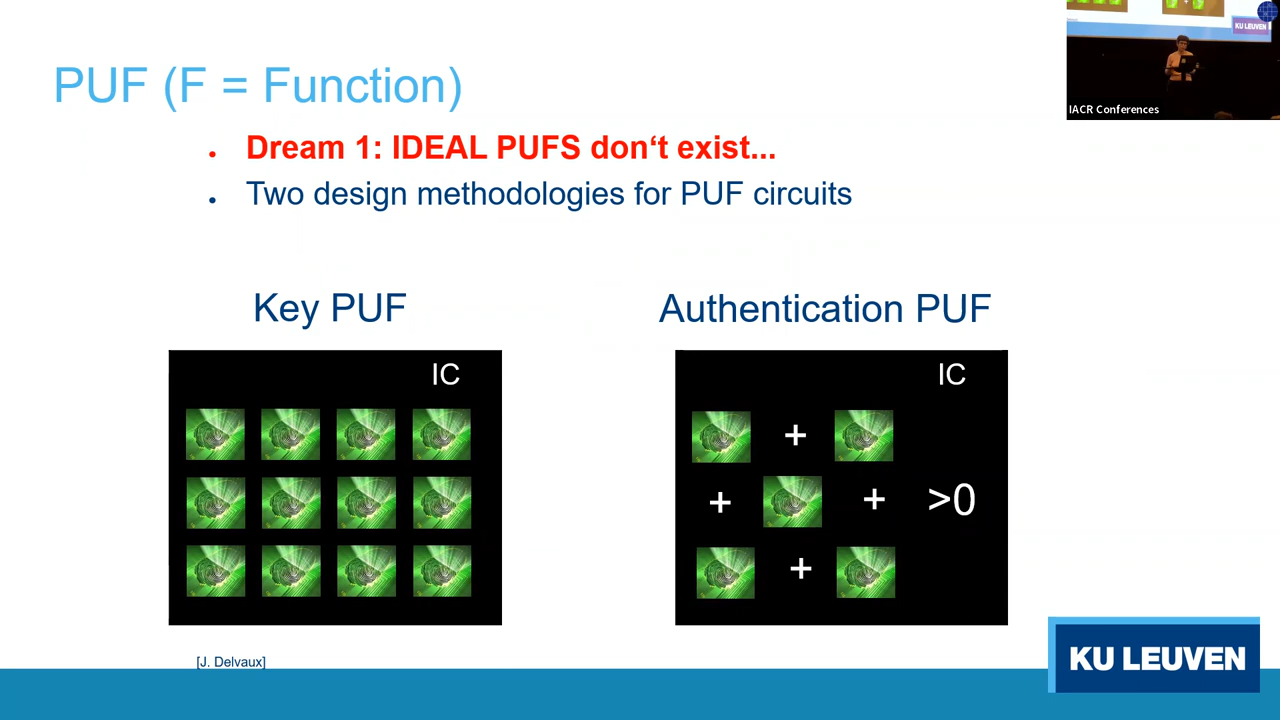 PUF (F = Function)
Dream 1: IDEAL PUFS don‘t exist...
Two design methodologies for PUF circuits
Key PUF
Authentication PUF
IC
IC
+
+ + >0
+
[J. Delvaux]
KU LEUVEN
KU LEUVEN
IACR Conferences